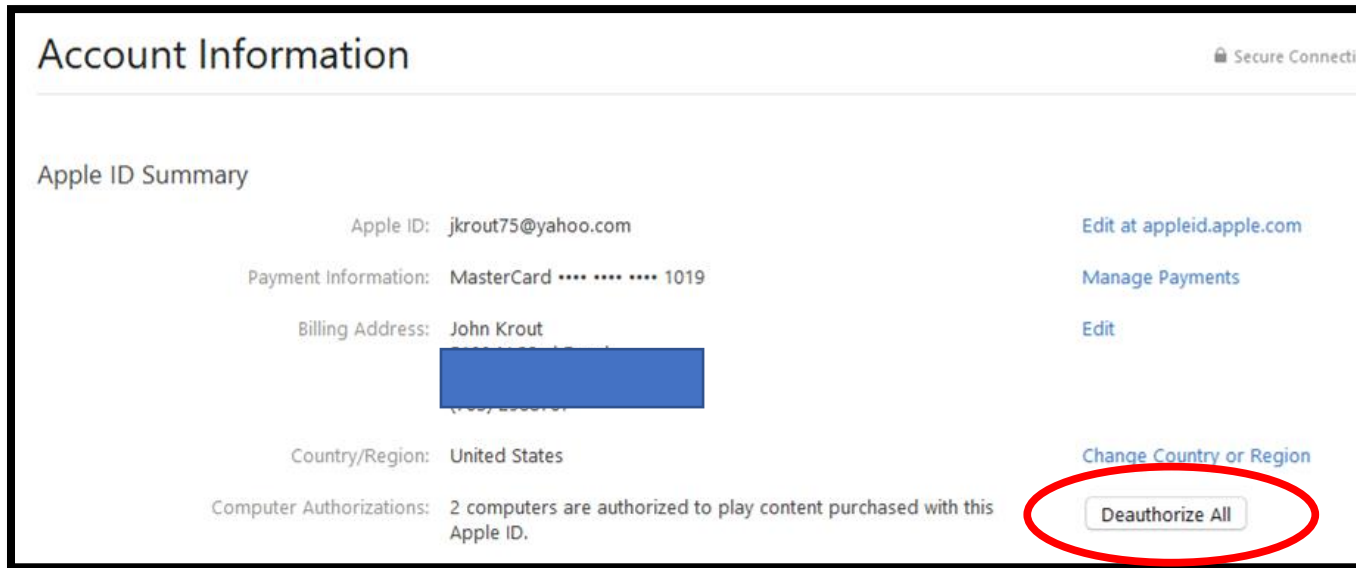 Account Information
Secure Connecti
Apple ID Summary
Apple ID: jkrout75@yahoo.com Edit at appleid.apple.com
Payment Information: MasterCard •••• •••• •••• 1019 Manage Payments
Billing Address: John Krout Edit
Country/Region: United States Change Country or Region
Computer Authorizations: 2 computers are authorized to play content purchased with this Deauthorize All
Apple ID.